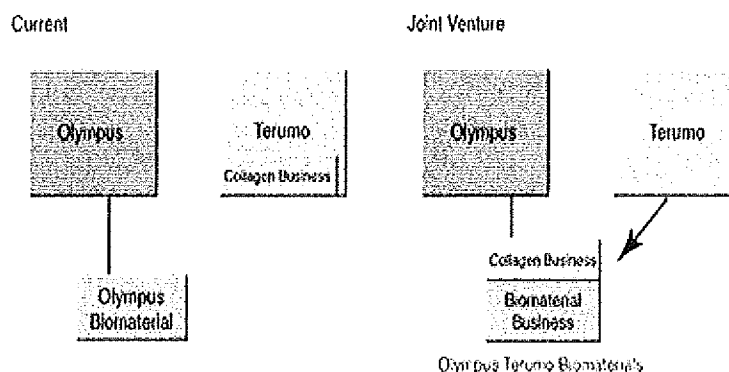 Current
Joint Venture
Olympus
Terumo
Collagen Business
Olympus
Terumo
Olympus
Biomaterial
Collagen Business
Biomaterial
Business
Olympus Terumo Biomaterials